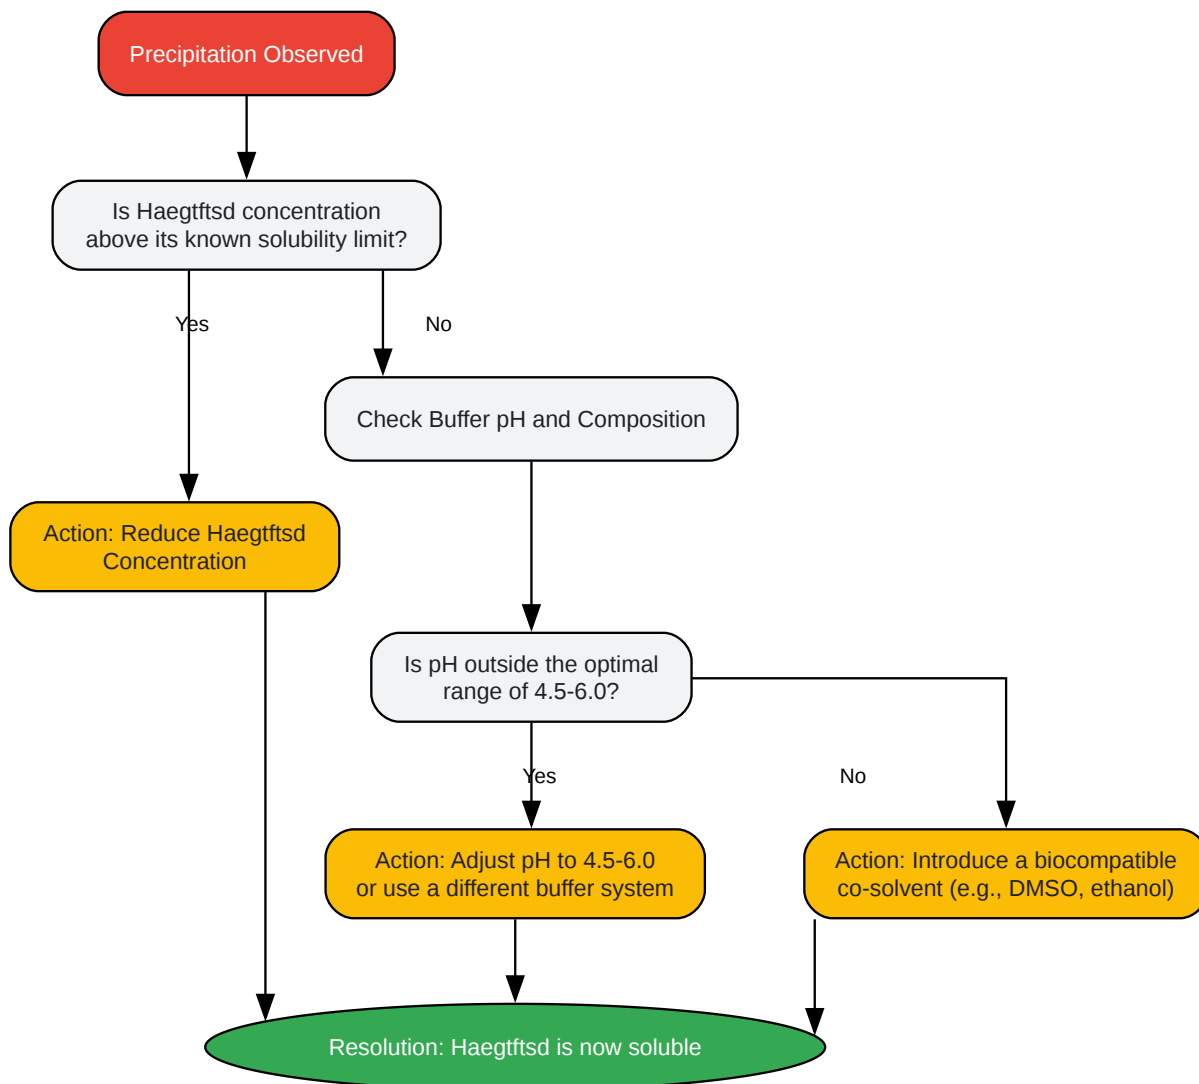 Precipitation Observed
Is Haegtftsd concentration
above its known solubility limit?
Yes
No
Check Buffer pH and Composition
Action: Reduce Haegtftsd
Concentration
Is pH outside the optimal
range of 4.5-6.0?
Yes
No
Action: Adjust pH to 4.5-6.0
or use a different buffer system
Action: Introduce a biocompatible
co-solvent (e.g., DMSO, ethanol)
Resolution: Haegtftsd is now soluble